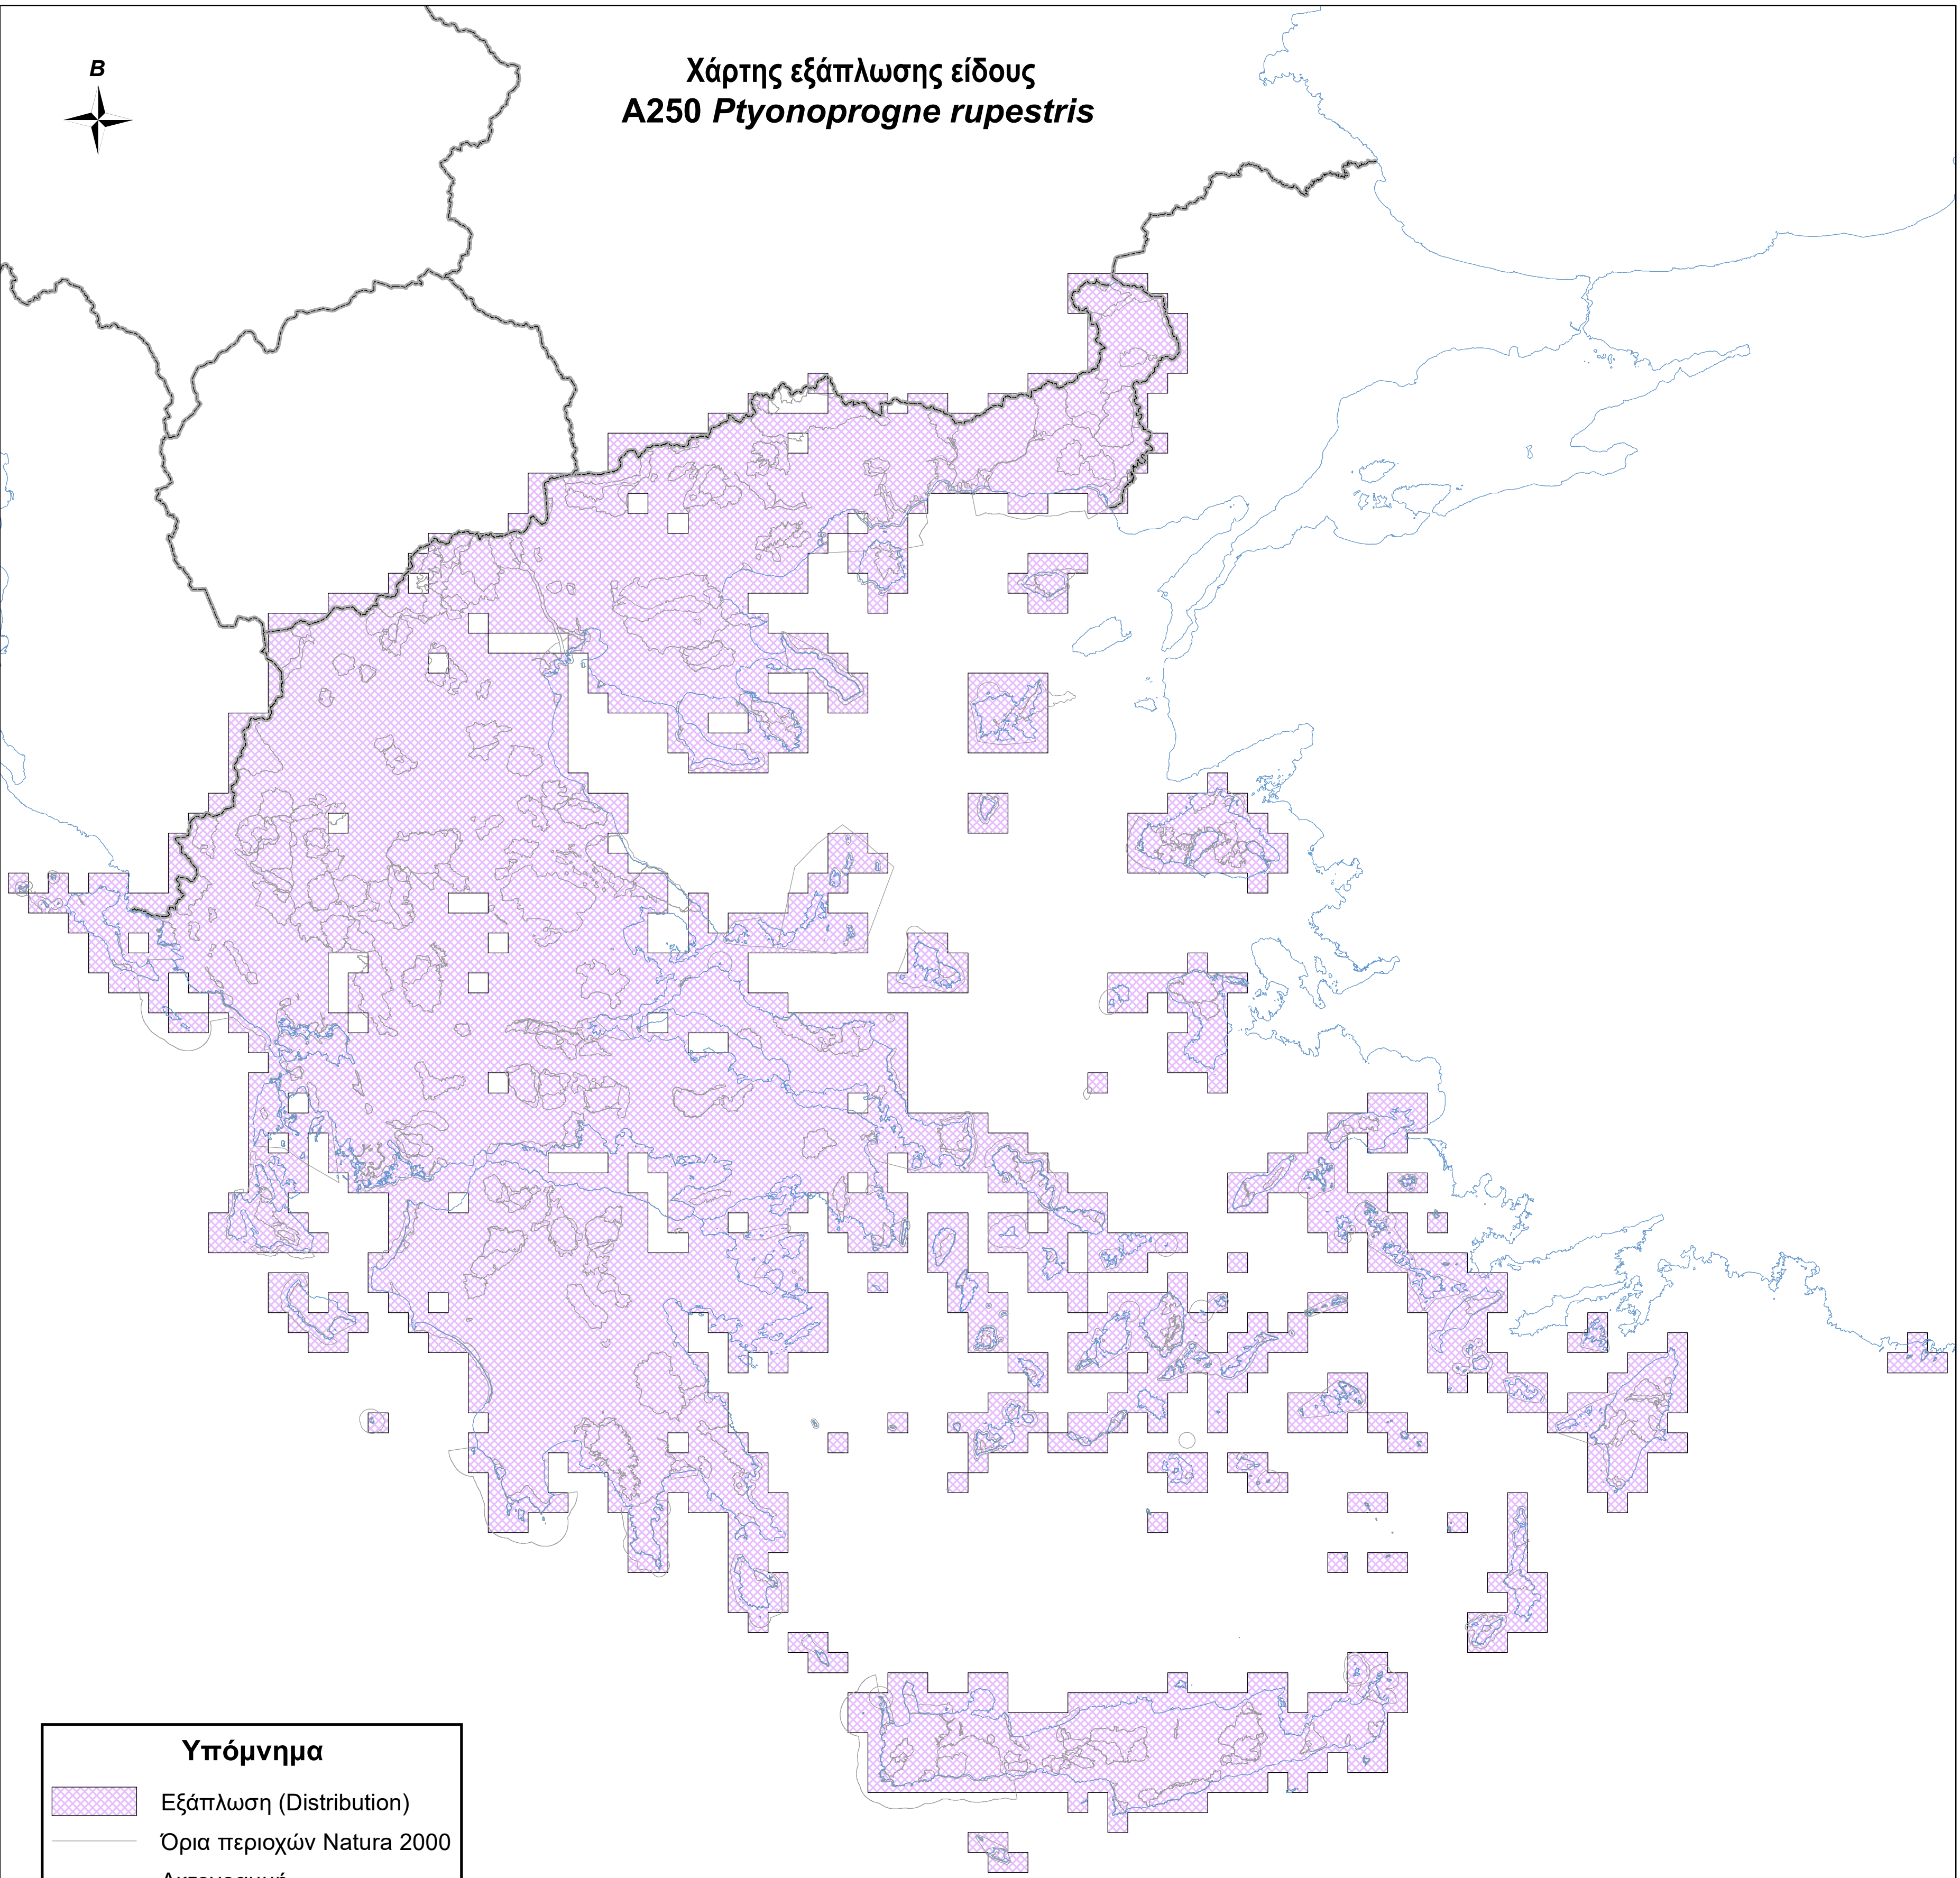 B
Χάρτης εξάπλωσης είδους
A250 Ptyonoprogne rupestris
Υπόμνημα
Εξάπλωση (Distribution)
Όρια περιοχών Natura 2000